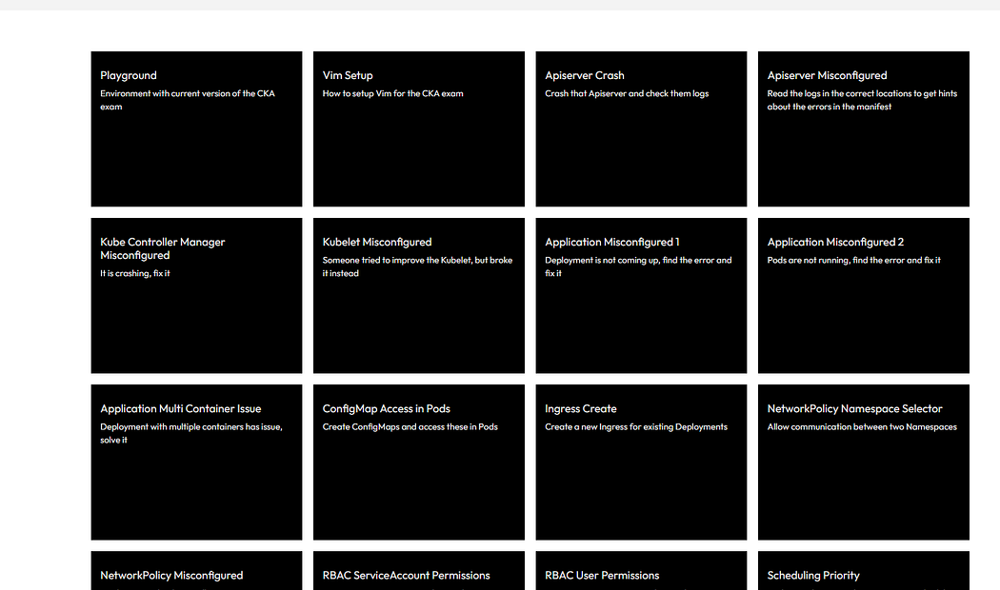 Playground
Environment with current version of the CKA
exam
Vim Setup
How to setup Vim for the CKA exam
Apiserver Crash
Crash that Apiserver and check them logs
Apiserver Misconfigured
Read the logs in the correct locations to get hints
about the errors in the manifest
Kube Controller Manager
Misconfigured
It is crashing, fix it
Kubelet Misconfigured
Someone tried to improve the Kubelet, but broke
it instead
Application Misconfigured 1
Deployment is not coming up, find the error and
fix it
Application Misconfigured 2
Pods are not running, find the error and fix it
Application Multi Container Issue
Deployment with multiple containers has issue,
solve it
ConfigMap Access in Pods
Create ConfigMaps and access these in Pods
Ingress Create
Create a new Ingress for existing Deployments
NetworkPolicy Namespace Selector
Allow communication between two Namespaces
NetworkPolicy Misconfigured
RBAC ServiceAccount Permissions
RBAC User Permissions
Scheduling Priority